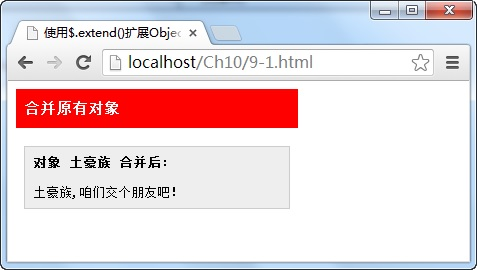 使用$.extend()扩展Objec
localhost/Ch10/9-1.html
合并原有对象
对象 土豪族 合并后:
土豪族,咱们交个朋友吧!